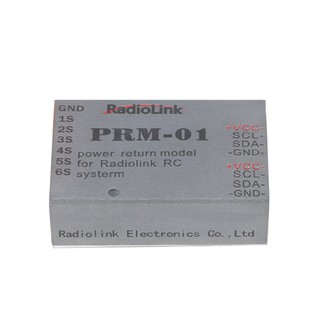 GND
1S
2S
3S
4S
5S
6S
RadioLink
PRM-01
power return model
for Radiolink RC
systerm
+VCC-
-SCL-
-SDA-
-GND-
+VCC-
-SCL-
-SDA-
-GND-
Radiolink Electronics Co.,Ltd